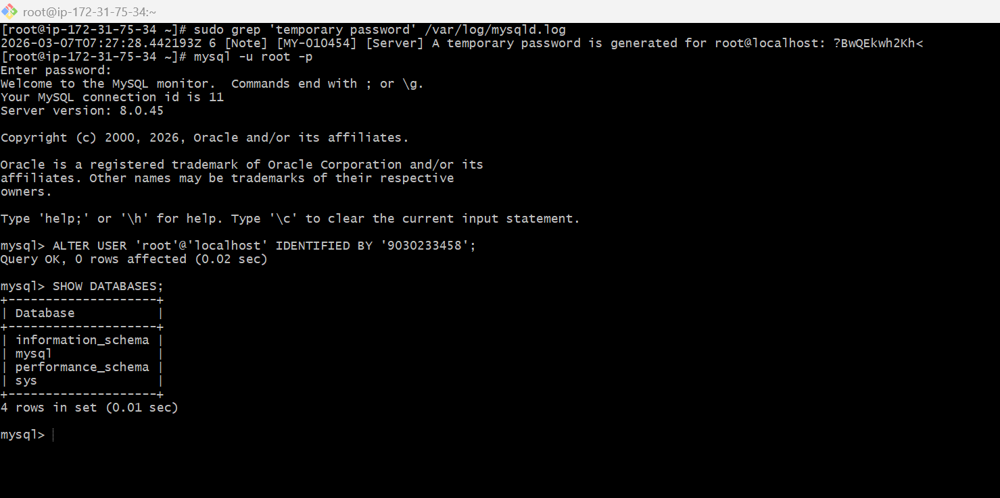 root@ip-172-31-75-34:~
[root@ip-172-31-75-34 ~]# sudo grep 'temporary password' /var/log/mysqld.log
2026-03-07T07:27:28.442193Z 6 [Note] [MY-010454] [Server] A temporary password is generated for root@localhost: ?BwQEkwh2Kh<
[root@ip-172-31-75-34 ~]# mysql -u root -p
Enter password:
Welcome to the MySQL monitor.  Commands end with ; or \g.
Your MySQL connection id is 11
Server version: 8.0.45

Copyright (c) 2000, 2026, Oracle and/or its affiliates.

Oracle is a registered trademark of Oracle Corporation and/or its
affiliates. Other names may be trademarks of their respective
owners.

Type 'help;' or '\h' for help. Type '\c' to clear the current input statement.

mysql> ALTER USER 'root'@'localhost' IDENTIFIED BY '9030233458';
Query OK, 0 rows affected (0.02 sec)

mysql> SHOW DATABASES;
+--------------------+
| Database           |
+--------------------+
| information_schema |
| mysql              |
| performance_schema |
| sys                |
+--------------------+
4 rows in set (0.01 sec)

mysql>